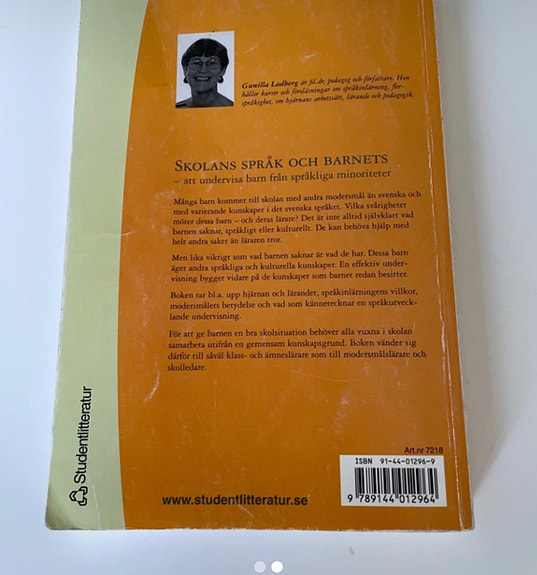 Gunilla Ladberg är fil.dr, pedagog och författare. Hon
håller kurser och föreläsningar om språkinlärning, fler-
språkighet, om hjärnans arbetssätt, lärande och pedagogik.
SKOLANS SPRÅK OCH BARNETS
– att undervisa barn från språkliga minoriteter
Många barn kommer till skolan med andra modersmål än svenska och
med varierande kunskaper i det svenska språket. Vilka svårigheter
möter dessa barn – och deras lärare? Det är inte alltid självklart vad
barnen saknar, språkligt eller kulturellt. De kan behöva hjälp med
helt andra saker än läraren tror.
Men lika viktigt som vad barnen saknar är vad de har. Dessa barn
äger andra språkliga och kulturella kunskaper. En effektiv under-
visning bygger vidare på de kunskaper som barnet redan besitter.
Boken tar bl.a. upp hjärnan och lärandet, språkinlärningens villkor,
modersmålets betydelse och vad som kännetecknar en språkutveck-
lande undervisning.
För att ge barnen en bra skolsituation behöver alla vuxna i skolan
samarbeta utifrån en gemensam kunskapsgrund. Boken vänder sig
därför till såväl klass- och ämneslärare som till modersmålslärare och
skolledare.
Studentlitteratur
www.studentlitteratur.se
Art.nr 7218
ISBN 91-44-01296-9
9 789144 012964